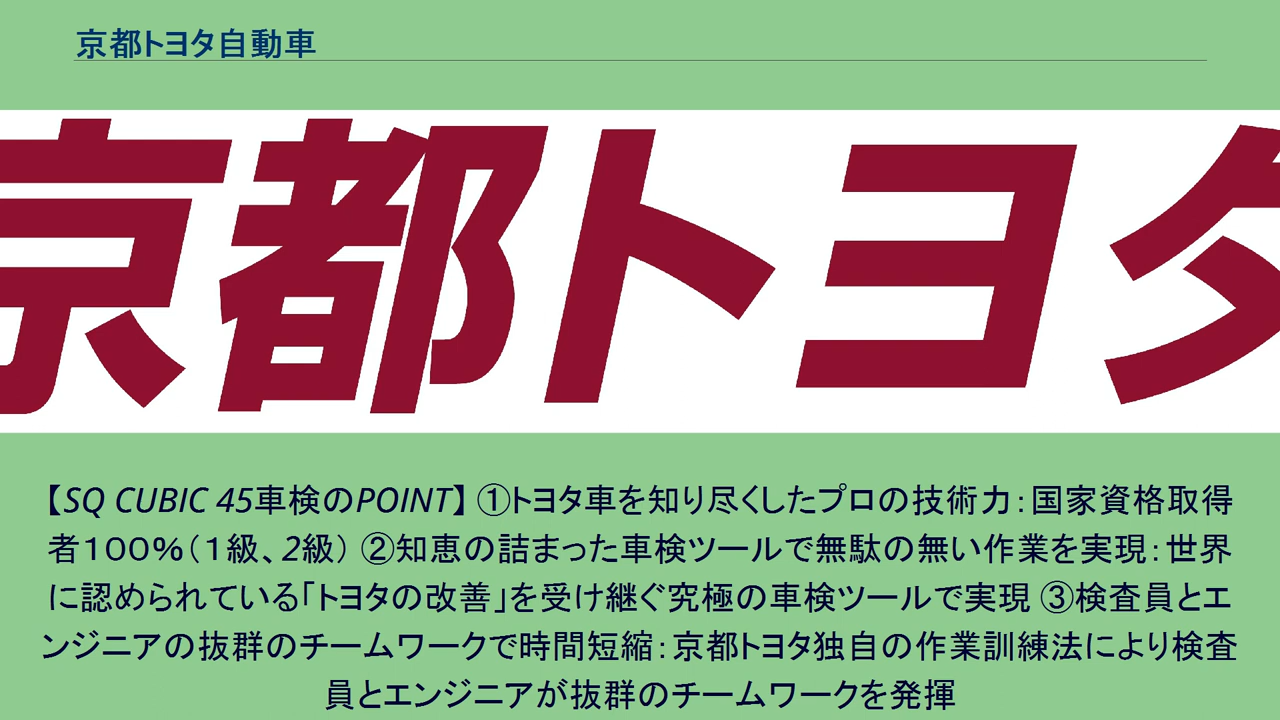 京都トヨタ自動車
京都トヨタ
【SQ CUBIC 45車検のPOINT】 ①トヨタ車を知り尽くしたプロの技術力：国家資格取得
者１００％（１級、2級） ②知恵の詰まった車検ツールで無駄の無い作業を実現：世界
に認められている「トヨタの改善」を受け継ぐ究極の車検ツールで実現 ③検査員とエ
ンジニアの抜群のチームワークで時間短縮：京都トヨタ独自の作業訓練法により検査
員とエンジニアが抜群のチームワークを発揮